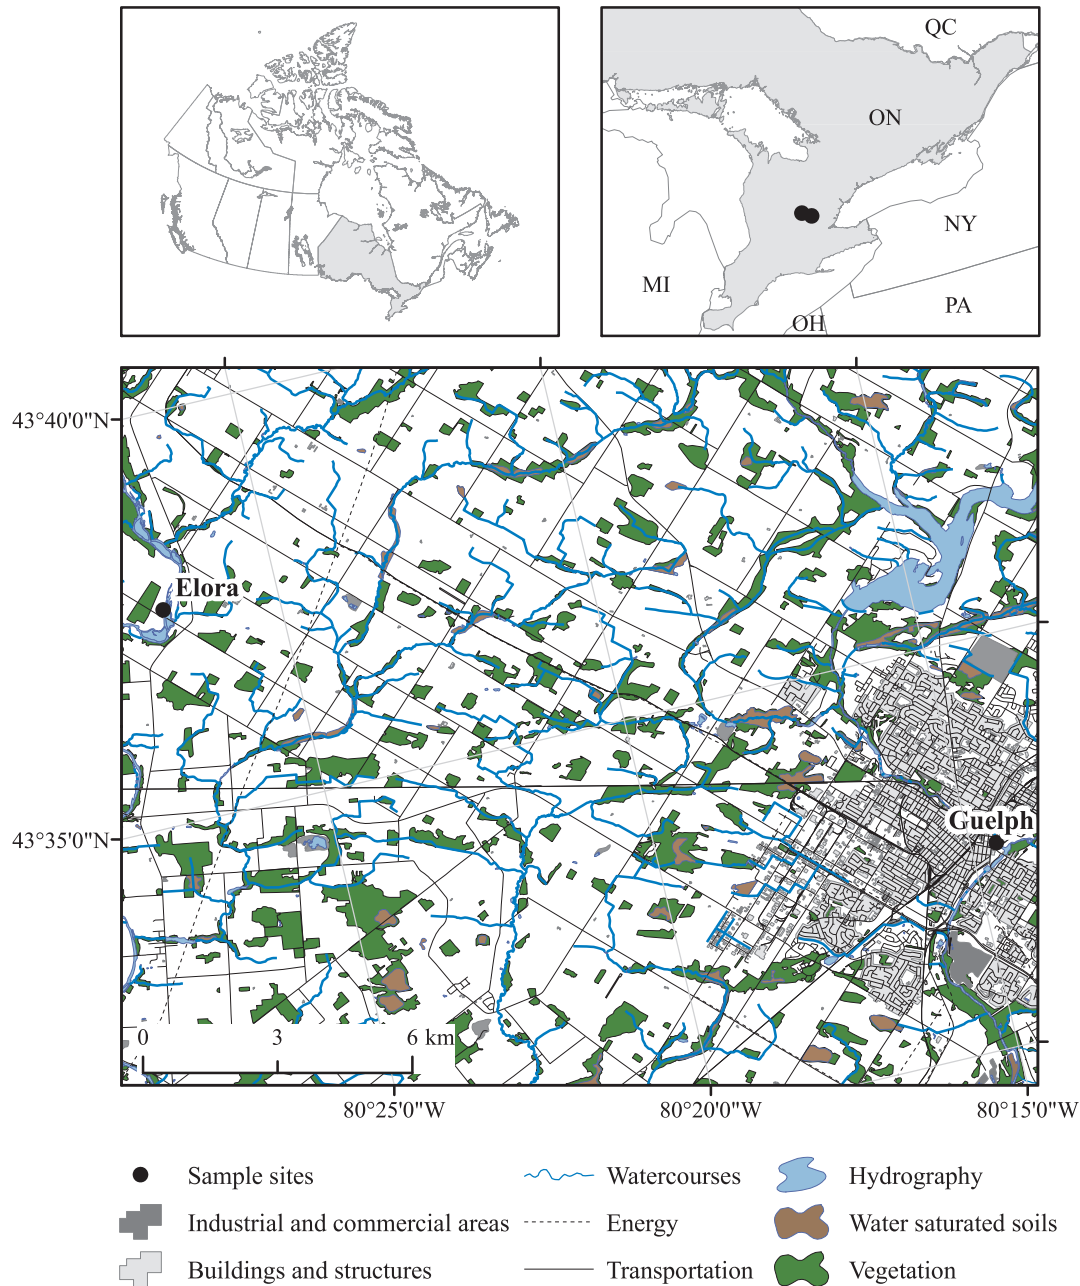 QC
ON
NY
MI
PA
OH
43°40'0"N
Elora
43°35'0"N
Guelph
0 3 6 km
80°25'0"W 80°20'0"W 80°15'0"W
Sample sites
Watercourses
Hydrography
Industrial and commercial areas
Energy
Water saturated soils
Buildings and structures
Transportation
Vegetation